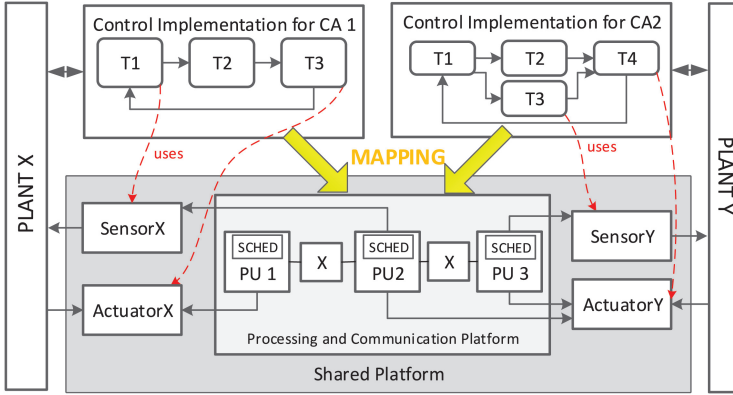 Control Implementation for CA 1
T1
T2
T3
Control Implementation for CA2
T1
T2
T4
T3
uses
MAPPING
uses
PLANT X
PLANT Y
SensorX
ActuatorX
SCHED
PU 1
X
SCHED
PU2
X
SCHED
PU 3
SensorY
ActuatorY
Processing and Communication Platform
Shared Platform